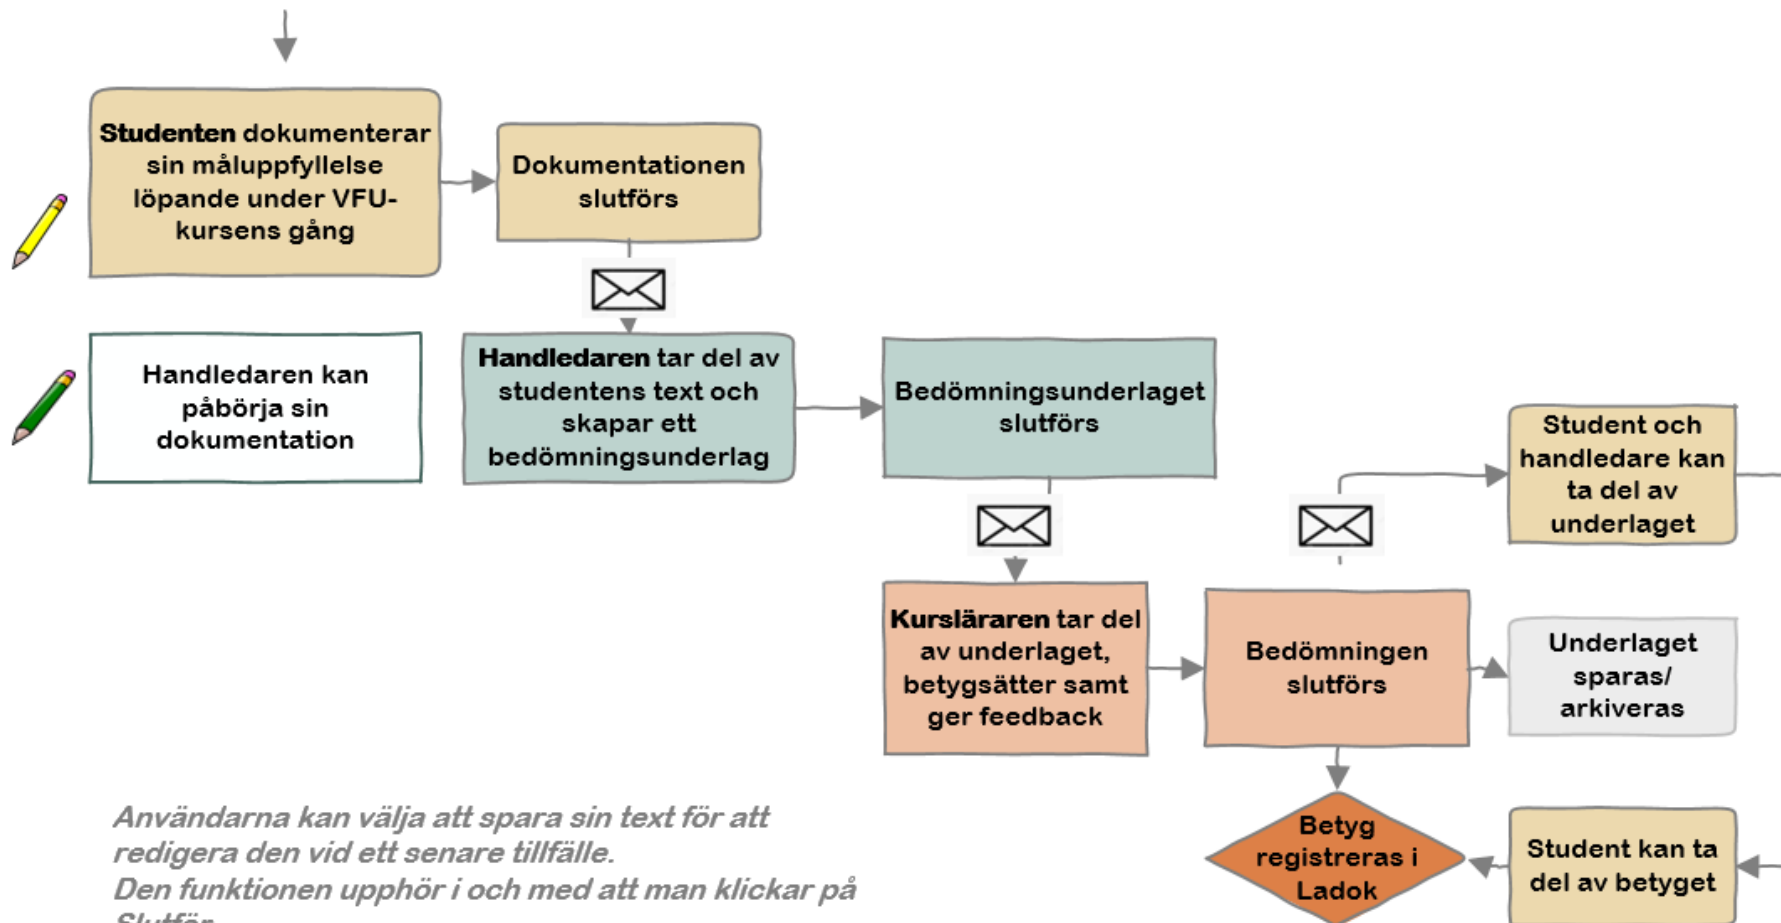 Studenten dokumenterar
sin måluppfyllelse
löpande under VFU-
kursens gång
Dokumentationen
slutförs
Handledaren kan
påbörja sin
dokumentation
Handledaren tar del av
studentens text och
skapar ett
bedömningsunderlag
Bedömningsunderlaget
slutförs
Student och
handledare kan
ta del av
underlaget
Kursläraren tar del
av underlaget,
betygsätter samt
ger feedback
Bedömningen
slutförs
Underlaget
sparas/
arkiveras
Betyg
registreras i
Ladok
Student kan ta
del av betyget
Användarna kan välja att spara sin text för att
redigera den vid ett senare tillfälle.
Den funktionen upphör i och med att man klickar på
Slutför